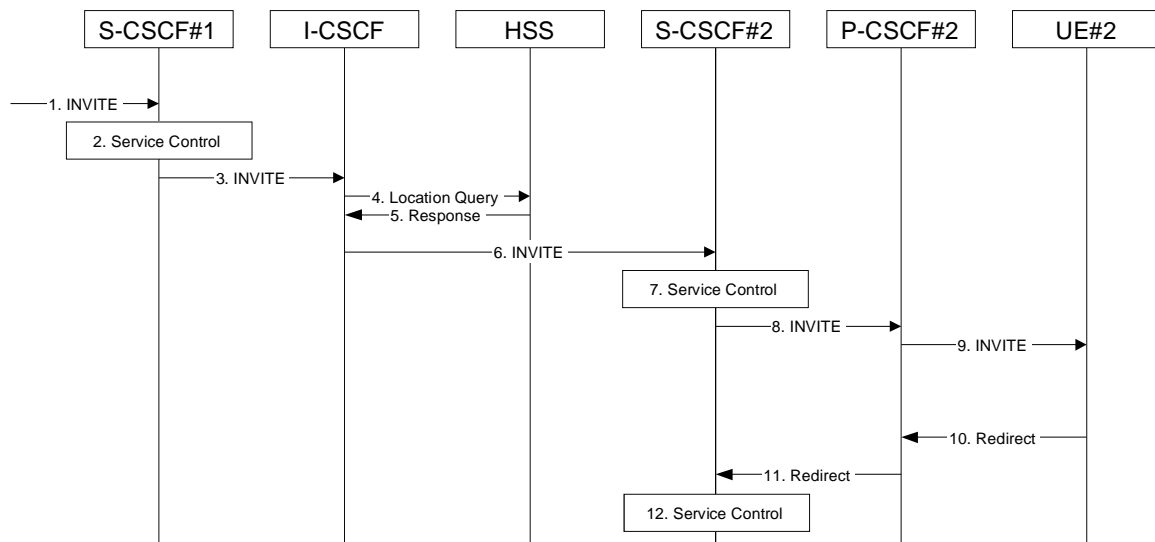 S-CSCF#1
I-CSCF
HSS
S-CSCF#2
P-CSCF#2
UE#2
1. INVITE
2. Service Control
3. INVITE
4. Location Query
5. Response
6. INVITE
7. Service Control
8. INVITE
9. INVITE
10. Redirect
11. Redirect
12. Service Control